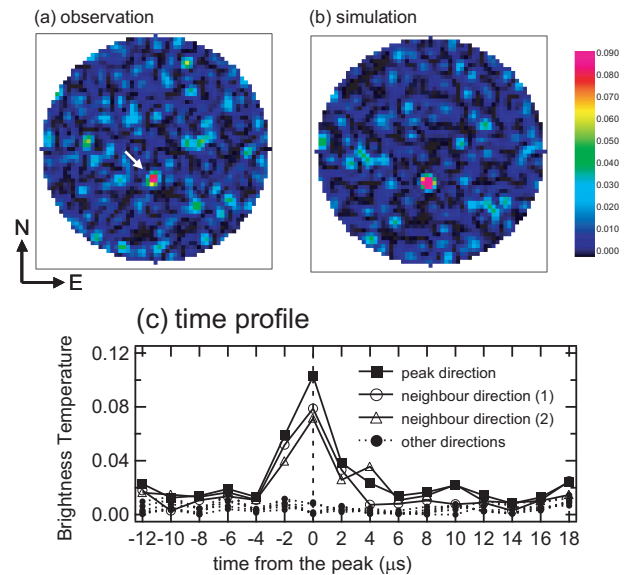 (a) observation
(b) simulation
0.090
0.080
0.070
0.060
0.050
0.040
0.030
0.020
0.010
0.000
N
E
(c) time profile
Brightness Temperature
0.12
0.08
0.04
0.00
peak direction
neighbour direction (1)
neighbour direction (2)
other directions
-12 -10 -8 -6 -4 -2 0 2 4 6 8 10 12 14 16 18
time from the peak (μs)